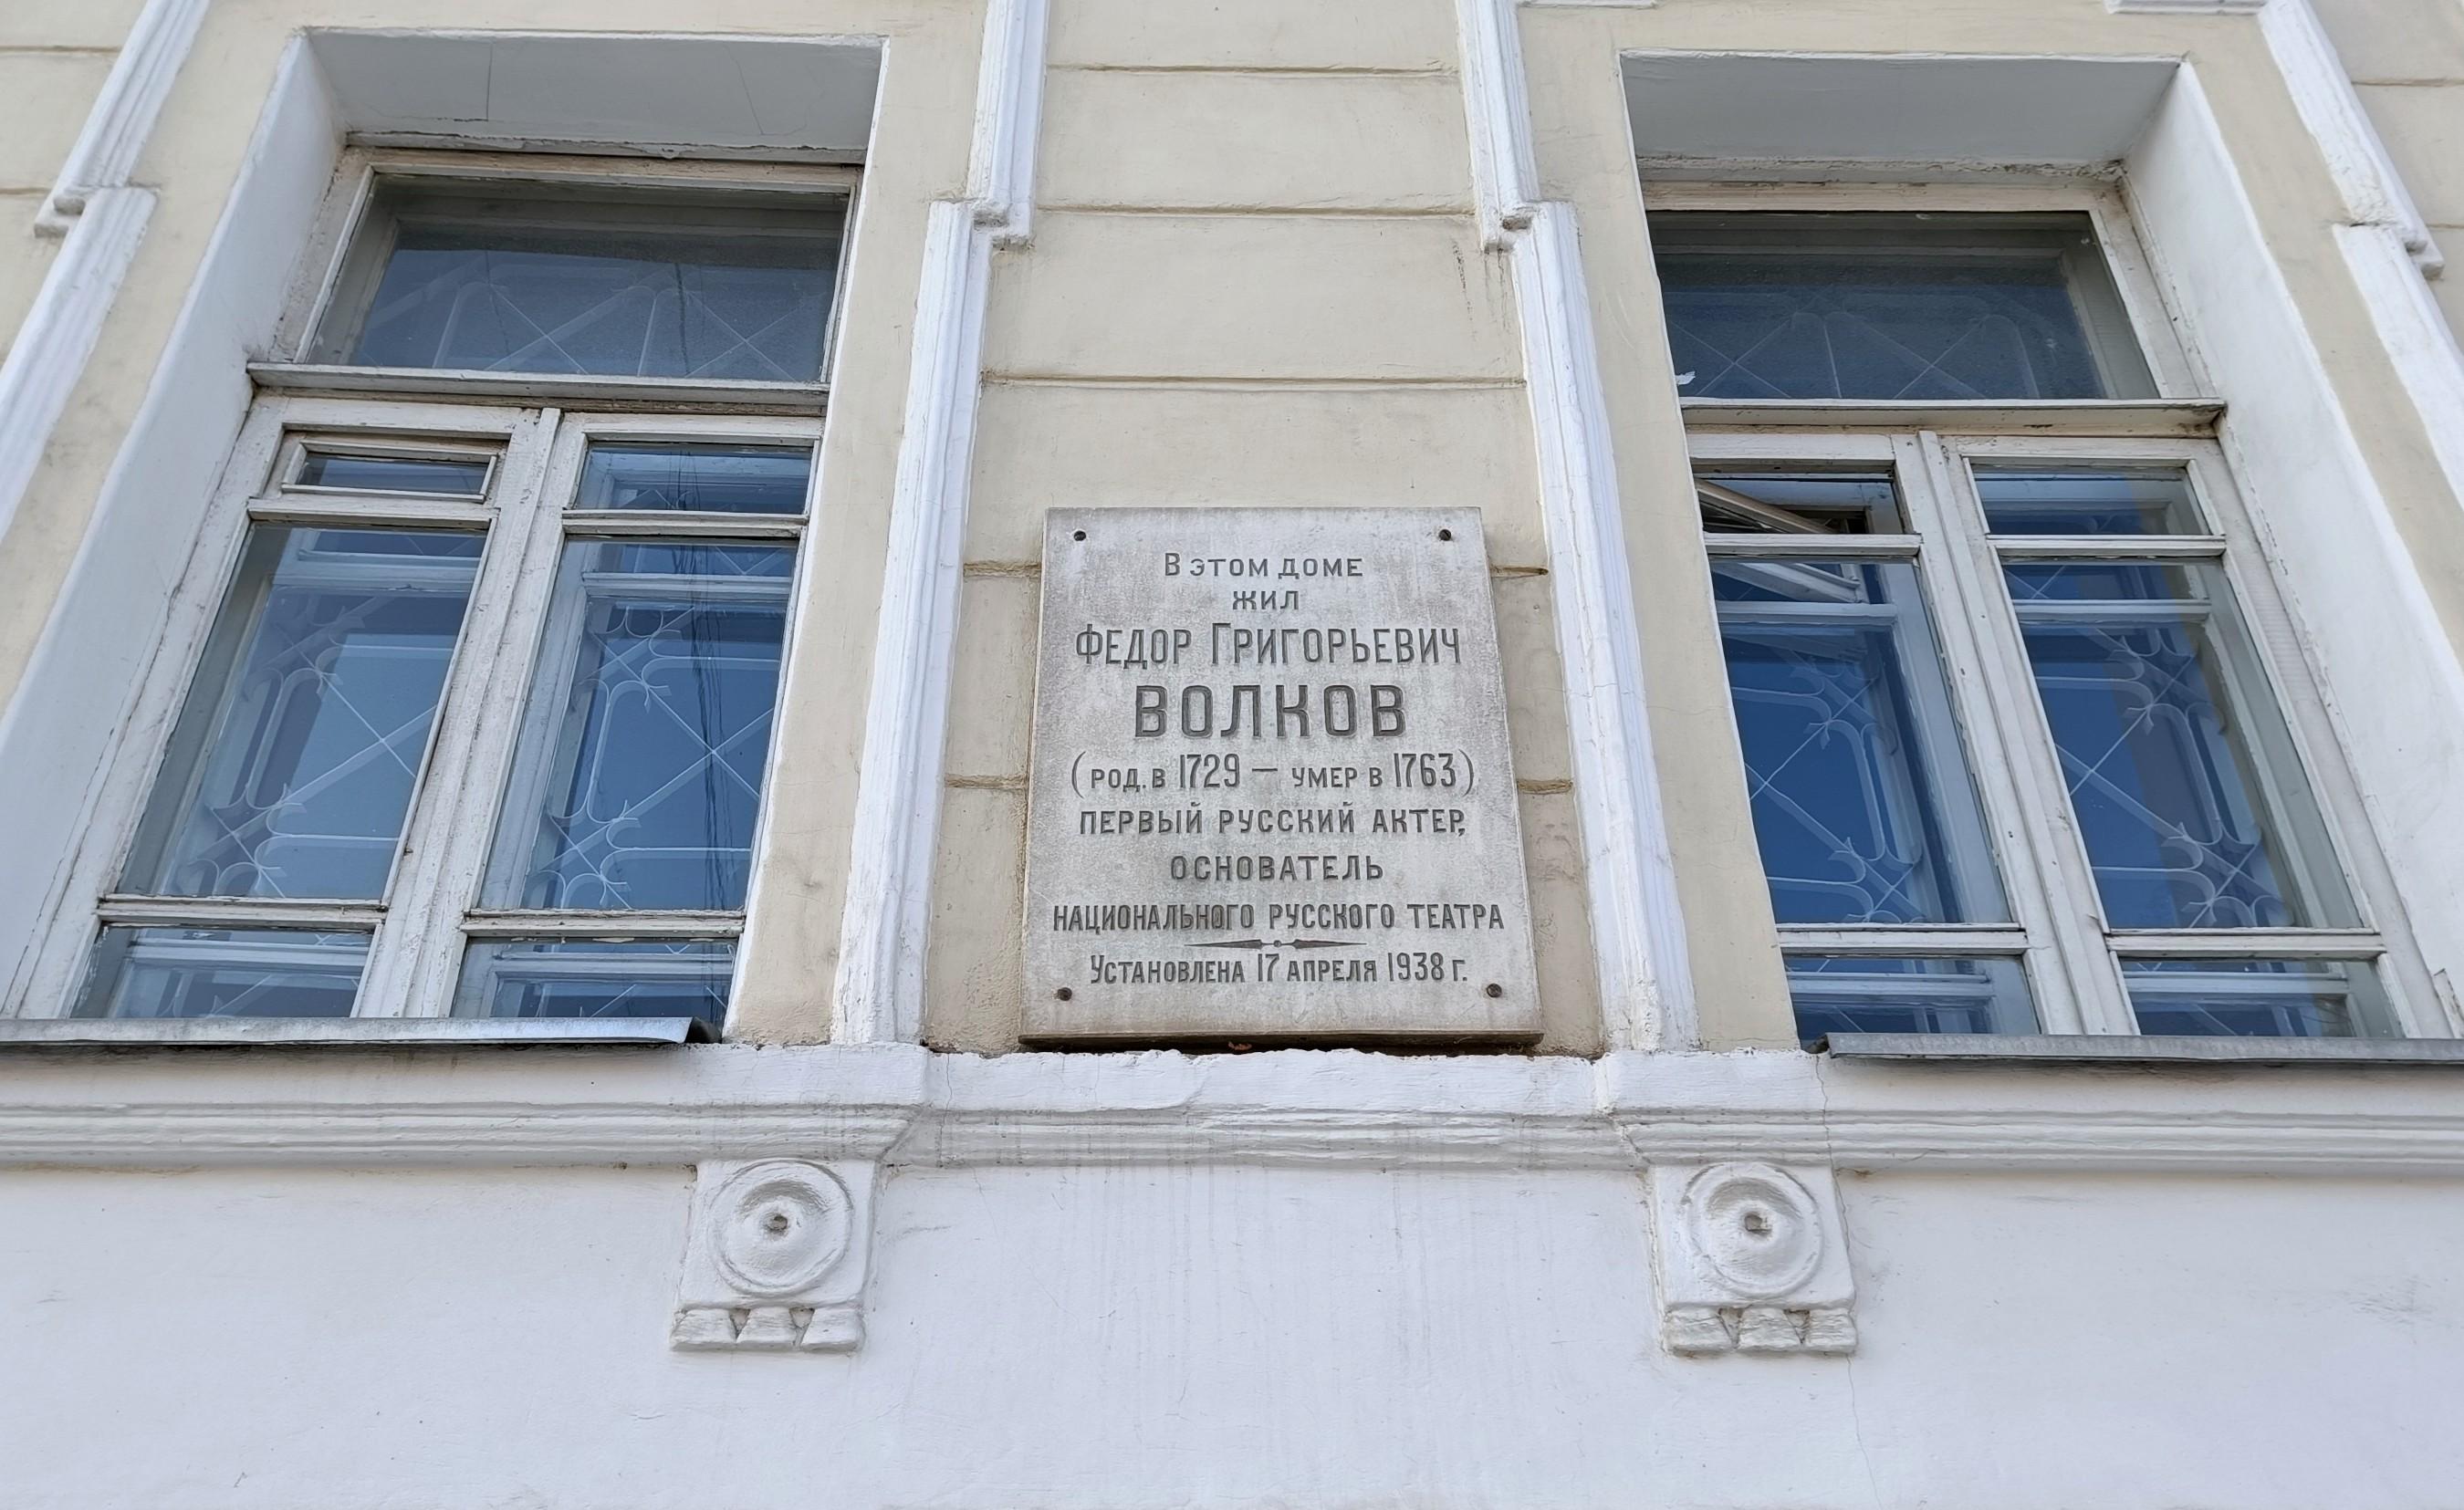 В этом доме
жил
Федор Григорьевич
ВОЛКОВ
(род. в 1729 — умер в 1763)
первый русский актер,
основатель
национального русского театра
Установлена 17 апреля 1938 г.